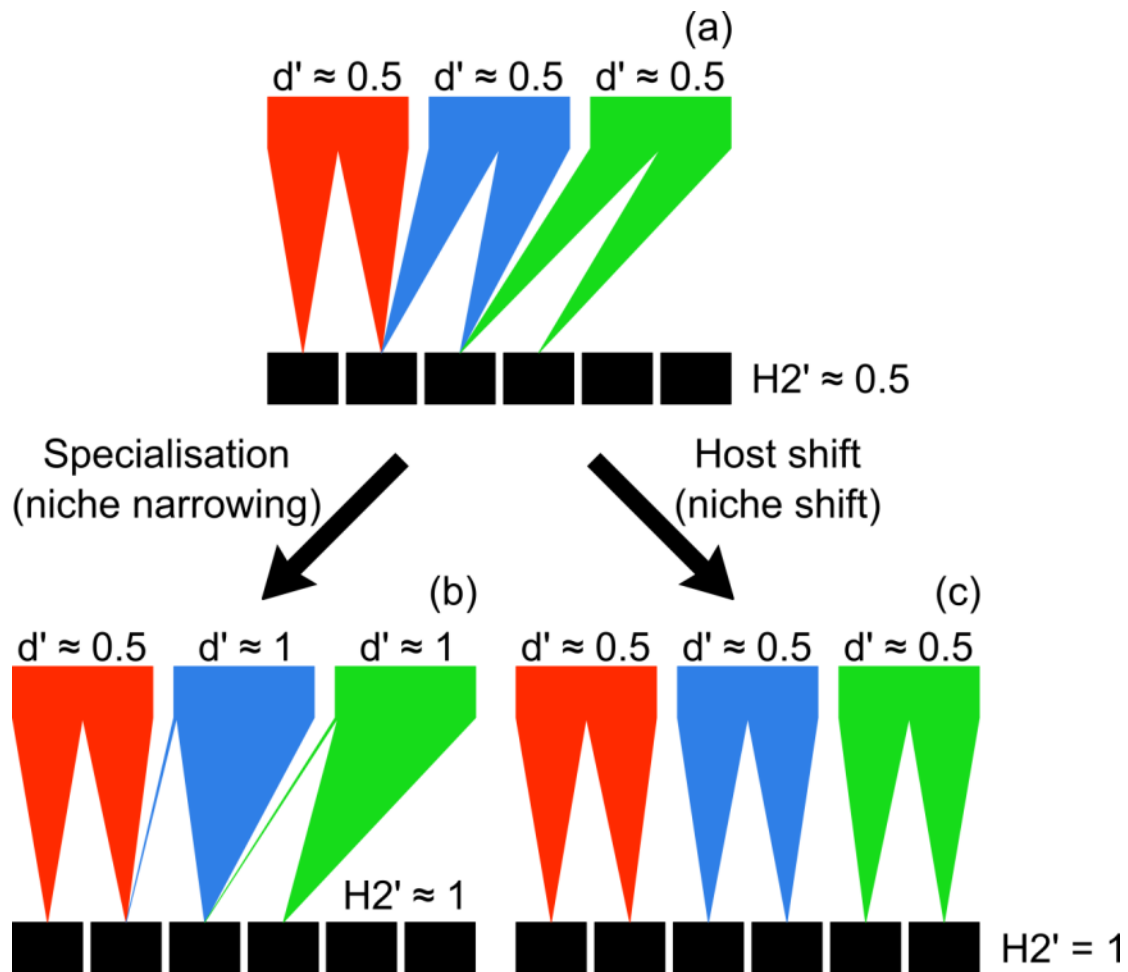 (a)
d' ≈ 0.5 d' ≈ 0.5 d' ≈ 0.5
H2' ≈ 0.5
Specialisation
(niche narrowing)
Host shift
(niche shift)
(b)
d' ≈ 0.5 d' ≈ 1 d' ≈ 1
H2' ≈ 1
(c)
d' ≈ 0.5 d' ≈ 0.5 d' ≈ 0.5
H2' = 1